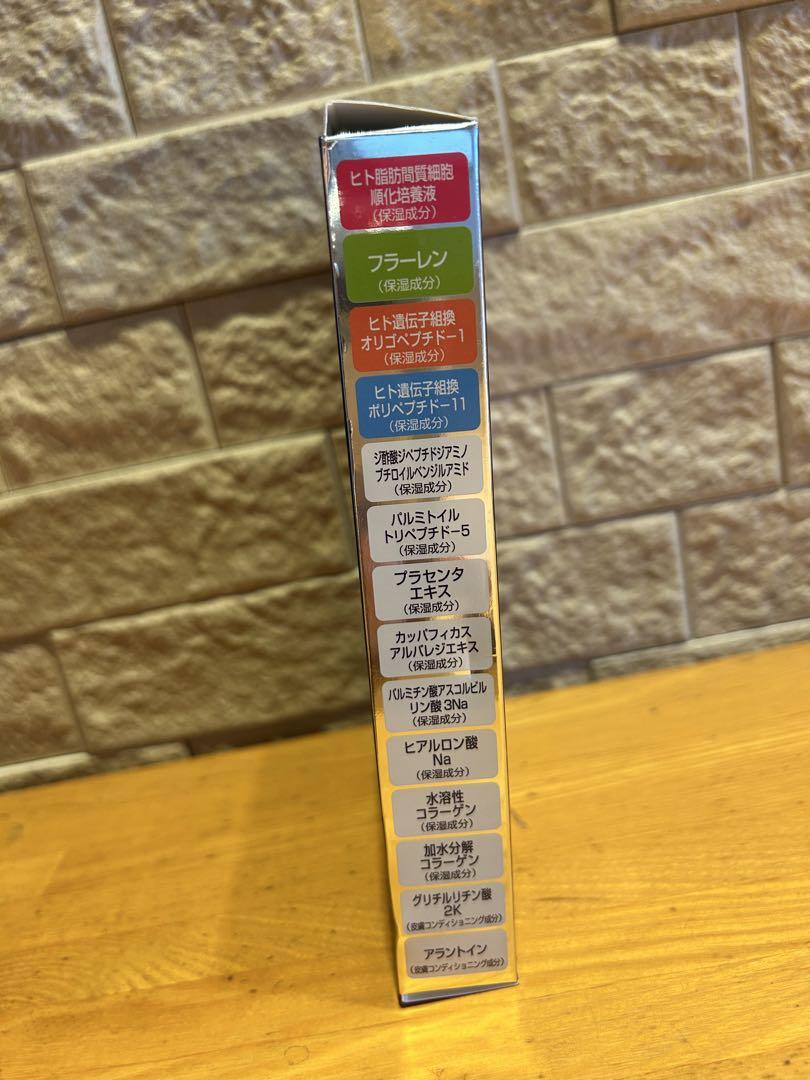 ヒト脂肪間質細胞
順化培養液
(保湿成分)
フラーレン
(保湿成分)
ヒト遺伝子組換
オリゴペプチド-1
(保湿成分)
ヒト遺伝子組換
ポリペプチド-11
(保湿成分)
ジ酢酸ジペプチドジアミノ
ブチロイルベンジルアミド
(保湿成分)
パルミトイル
トリペプチド-5
(保湿成分)
プラセンタ
エキス
(保湿成分)
カッパフィカス
アルバレジエキス
(保湿成分)
パルミチン酸アスコルビル
リン酸3Na
(保湿成分)
ヒアルロン酸
Na
(保湿成分)
水溶性
コラーゲン
(保湿成分)
加水分解
コラーゲン
(保湿成分)
グリチルリチン酸
2K
(皮膚コンディショニング成分)
アラントイン
(皮膚コンディショニング成分)